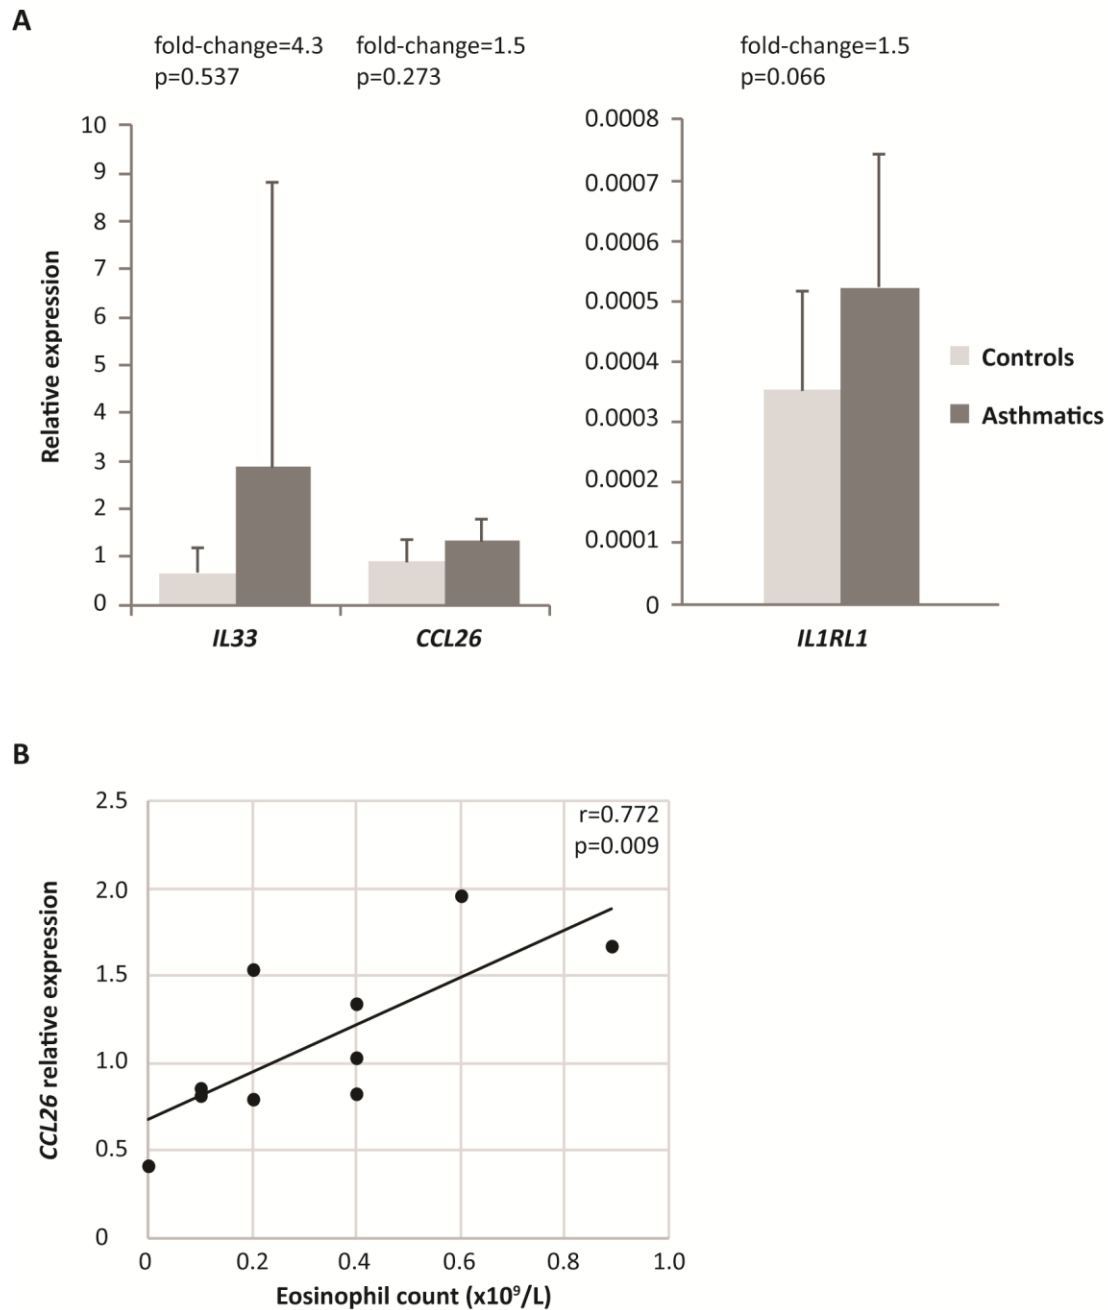 A
fold-change=4.3
p=0.537
fold-change=1.5
p=0.273
fold-change=1.5
p=0.066
Relative expression
10
9
8
7
6
5
4
3
2
1
0
IL33
CCL26
0.0008
0.0007
0.0006
0.0005
0.0004
0.0003
0.0002
0.0001
0
IL1RL1
Controls
Asthmatics
B
CCL26 relative expression
2.5
2.0
1.5
1.0
0.5
0
r=0.772
p=0.009
0 0.2 0.4 0.6 0.8 1.0
Eosinophil count (x10⁹/L)